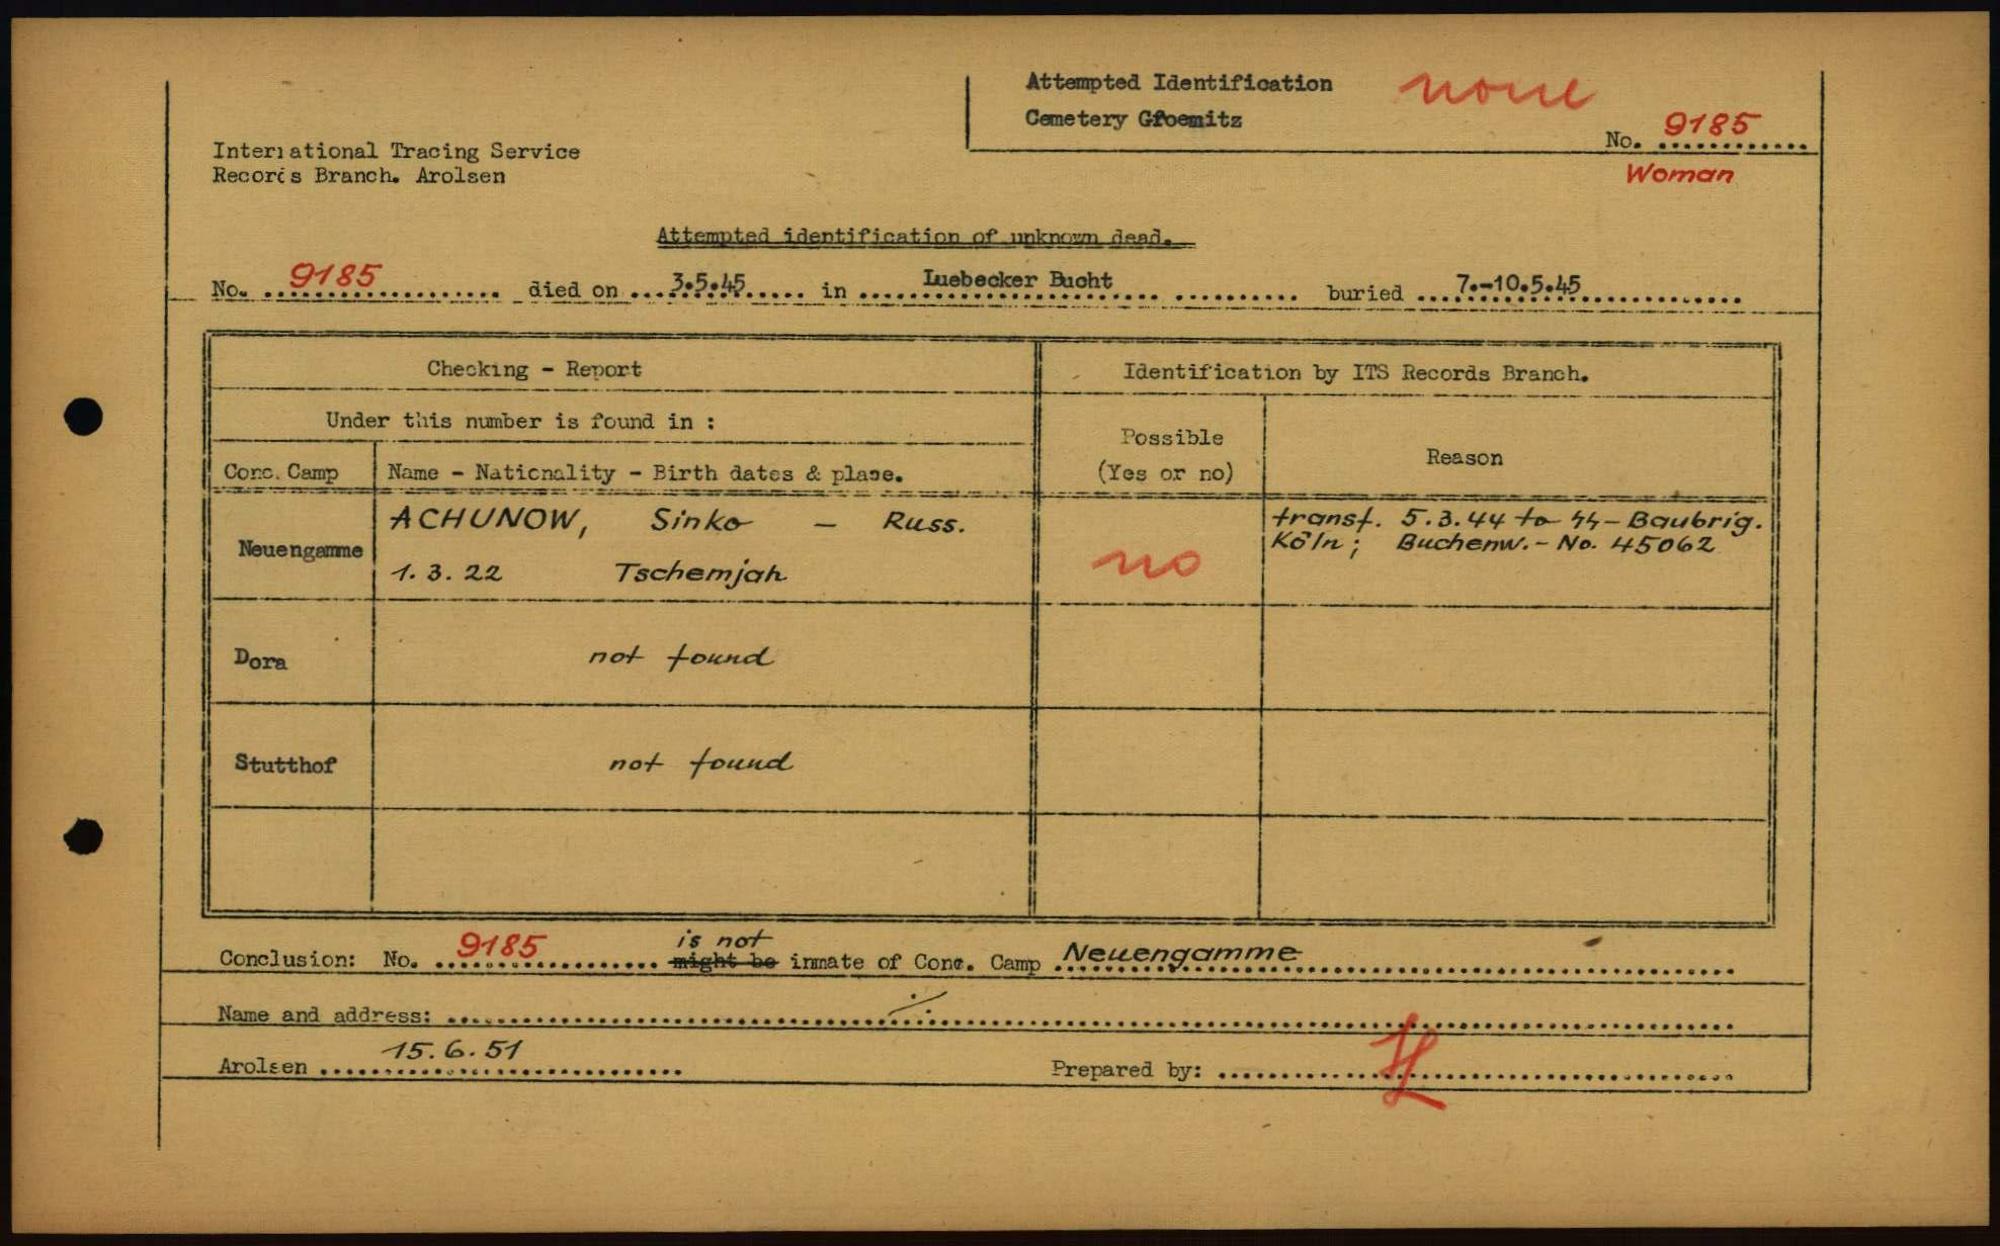 Attempted Identification none
Cemetery Groemitz
No. 9185
Woman
International Tracing Service
Records Branch. Arolsen
Attempted identification of unknown dead.
No. 9185 died on 3.5.45 in Luebecker Bucht buried 7.-10.5.45
Checking - Report
Identification by ITS Records Branch.
Under this number is found in :
Possible
(Yes or no)
Reason
Conc. Camp
Name - Nationality - Birth dates & place.
Neuengamme
ACHUNOW, Sinko - Russ.
1.3.22 Tschemjah
no
transf. 5.3.44 to SS-Baubrig.
Köln; Buchenw.-No. 45062
Dora
not found
Stutthof
not found
is not
Conclusion: No. 9185 might be inmate of Conc. Camp Neuengamme
Name and address: ./.
Arolsen 15.6.51
Prepared by: